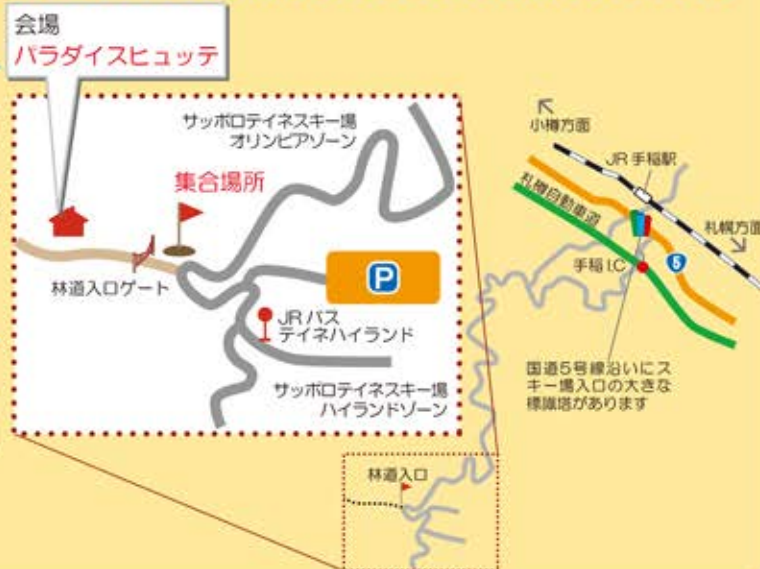 会場
パラダイスヒュッテ
サッポロテイネスキー場
オリンピアゾーン
集合場所
林道入口ゲート
P
JRバス
テイネハイランド
サッポロテイネスキー場
ハイランドゾーン
小樽方面
JR手稲駅
札樽自動車道
札幌方面
手稲I.C
5
国道5号線沿いにス
キー場入口の大きな
標識塔があります
林道入口